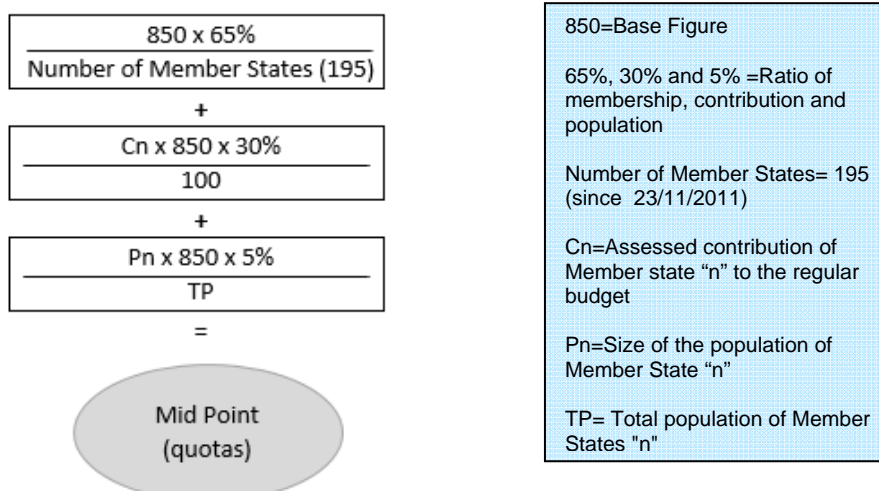 850 x 65%
Number of Member States (195)
+
Cn x 850 x 30%
100
+
Pn x 850 x 5%
TP
=
Mid Point
(quotas)
850=Base Figure
65%, 30% and 5% =Ratio of
membership, contribution and
population
Number of Member States= 195
(since 23/11/2011)
Cn=Assessed contribution of
Member state “n” to the regular
budget
Pn=Size of the population of
Member State “n”
TP= Total population of Member
States "n"